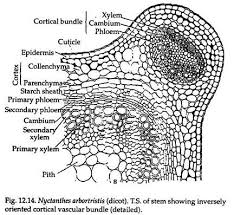 Cortical bundle
Xylem
Cambium
Phloem
Cuticle
Epidermis
Collenchyma
Cortex
Parenchyma
Starch sheath
Primary phloem
Secondary phloem
Cambium
Secondary
xylem
Primary xylem
Pith
Fig. 12.14. Nyctanthes arbortristis (dicot). T.S. of stem showing inversely
oriented cortical vascular bundle (detailed).